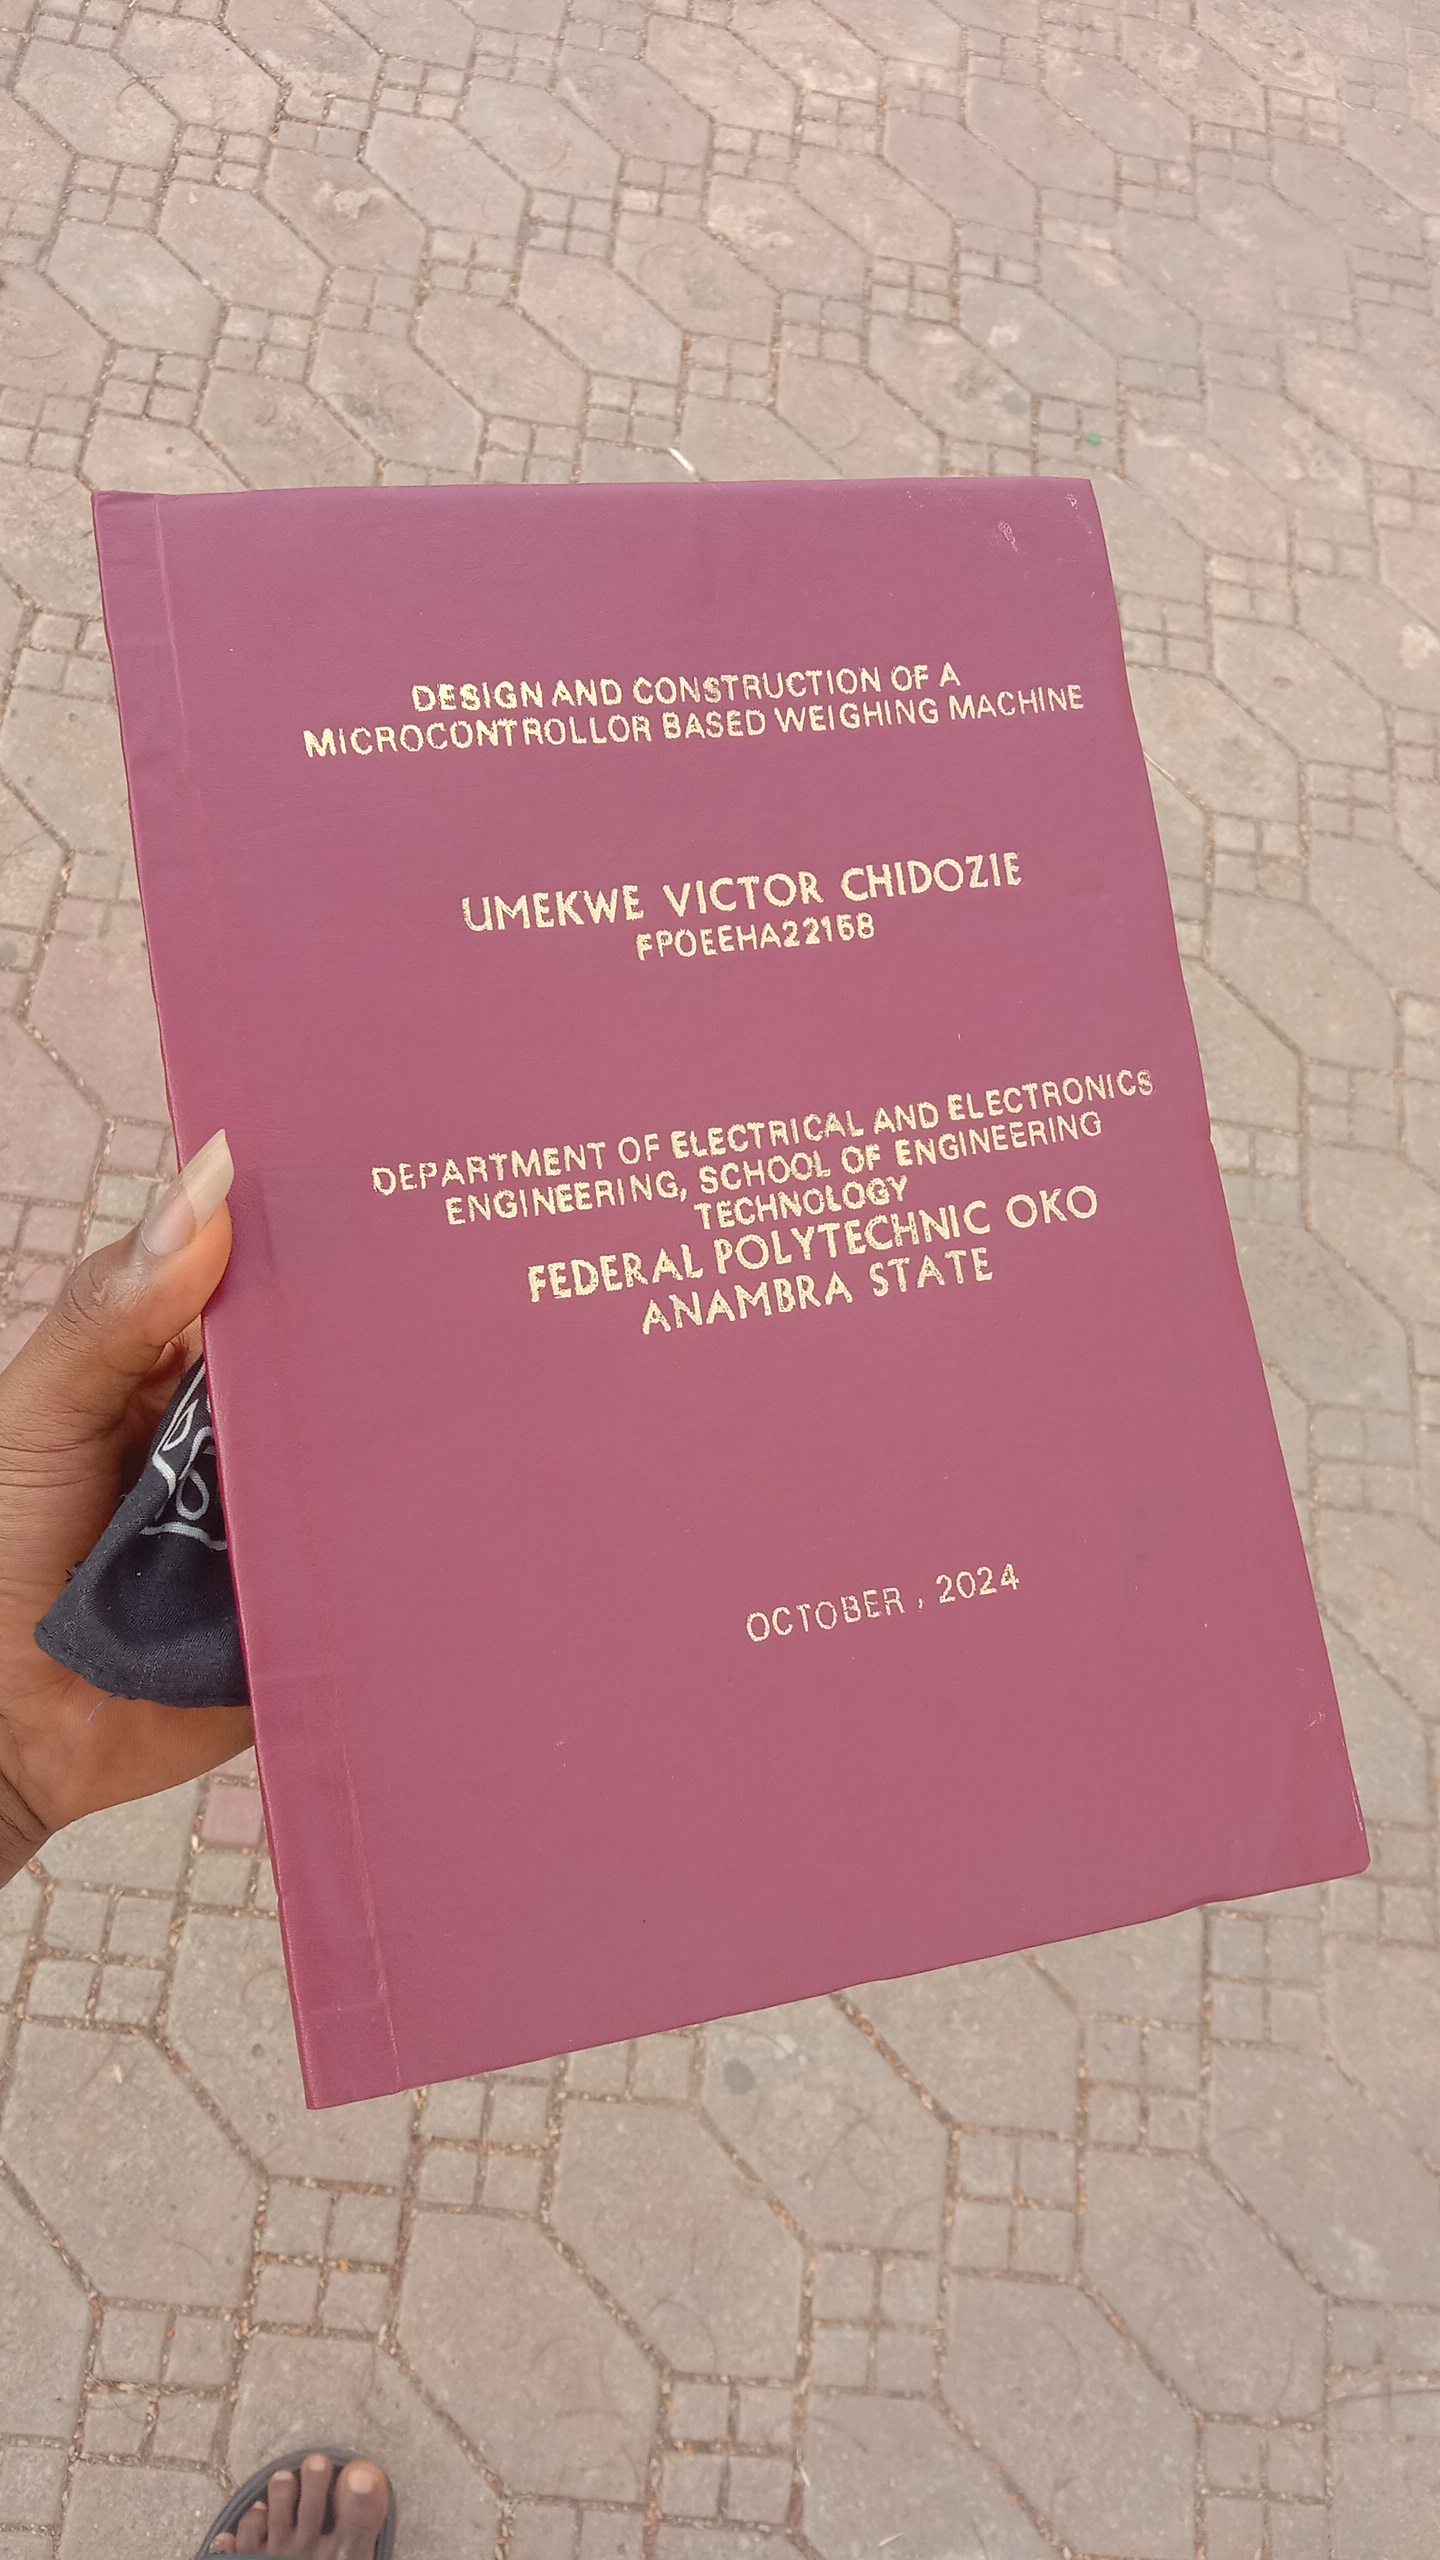 DESIGN AND CONSTRUCTION OF A
MICROCONTROLLOR BASED WEIGHING MACHINE
UMEKWE VICTOR CHIDOZIE
FPOEEHA22158
DEPARTMENT OF ELECTRICAL AND ELECTRONICS
ENGINEERING, SCHOOL OF ENGINEERING
TECHNOLOGY
FEDERAL POLYTECHNIC OKO
ANAMBRA STATE
OCTOBER, 2024